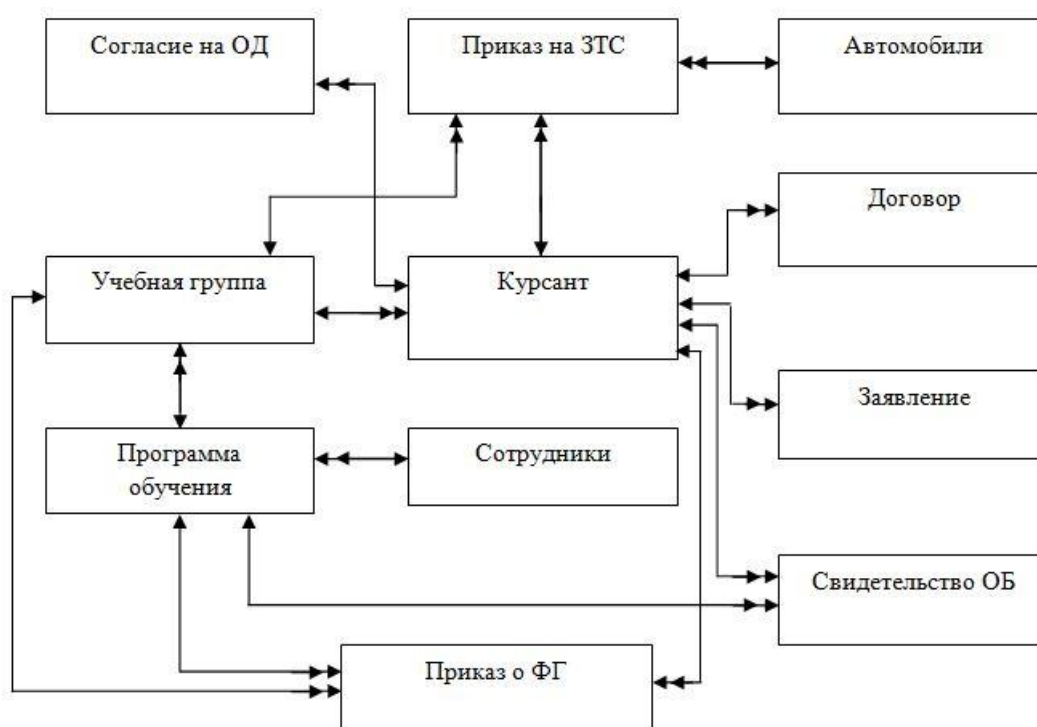 Согласие на ОД
Приказ на ЗТС
Автомобили
Договор
Учебная группа
Курсант
Заявление
Программа
обучения
Сотрудники
Свидетельство ОБ
Приказ о ФГ